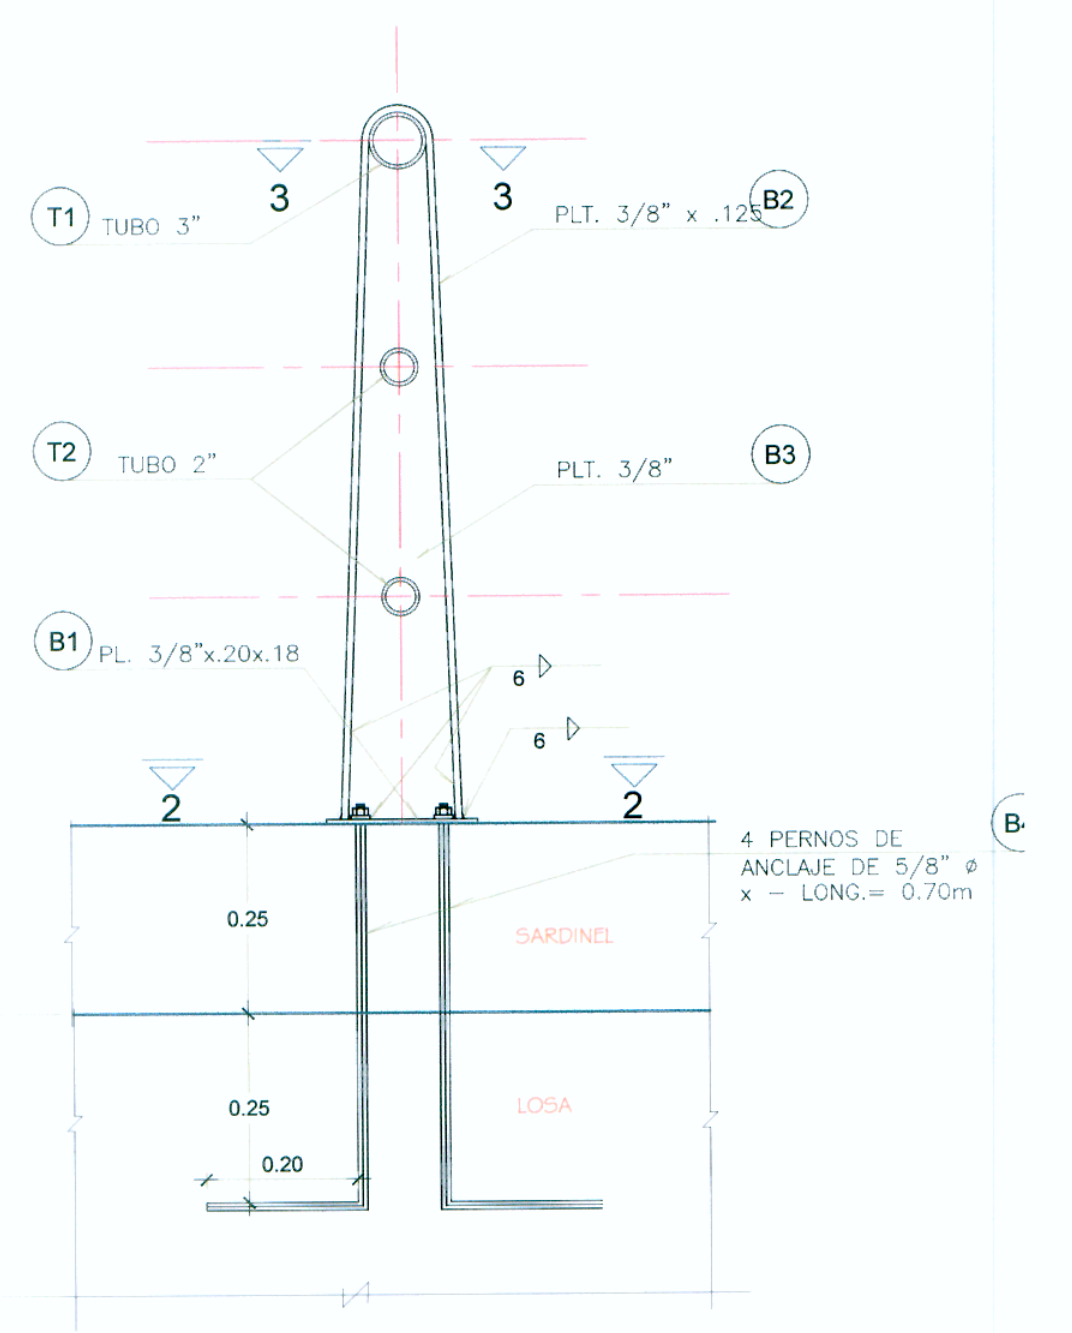 3
3
T1 TUBO 3"
PLT. 3/8" x .125 B2
T2 TUBO 2"
PLT. 3/8" B3
B1 PL. 3/8"x.20x.18
6
6
2
2
4 PERNOS DE
ANCLAJE DE 5/8" ø
x - LONG.= 0.70m
0.25
SARDINEL
0.25
LOSA
0.20